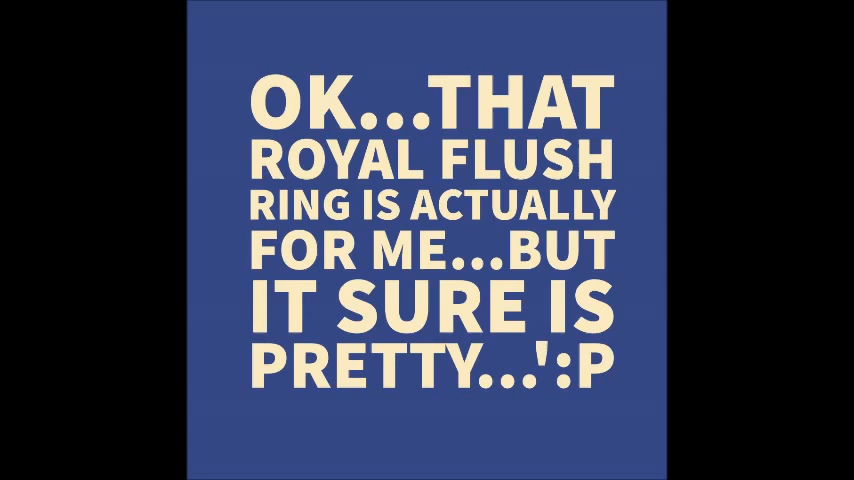 OK...THAT
ROYAL FLUSH
RING IS ACTUALLY
FOR ME...BUT
IT SURE IS
PRETTY...':P